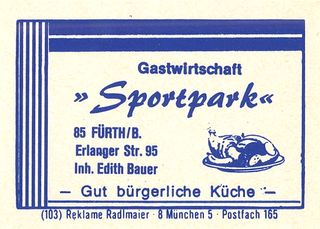 Gastwirtschaft
»Sportpark«
85 FÜRTH/B.
Erlanger Str. 95
Inh. Edith Bauer
– Gut bürgerliche Küche –
(103) Reklame Radlmaier · 8 München 5 · Postfach 165